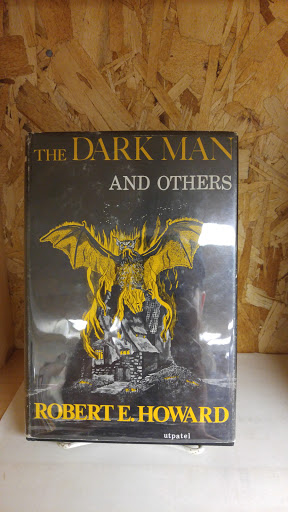 THE DARK MAN
AND OTHERS
ROBERT E. HOWARD
utpatel